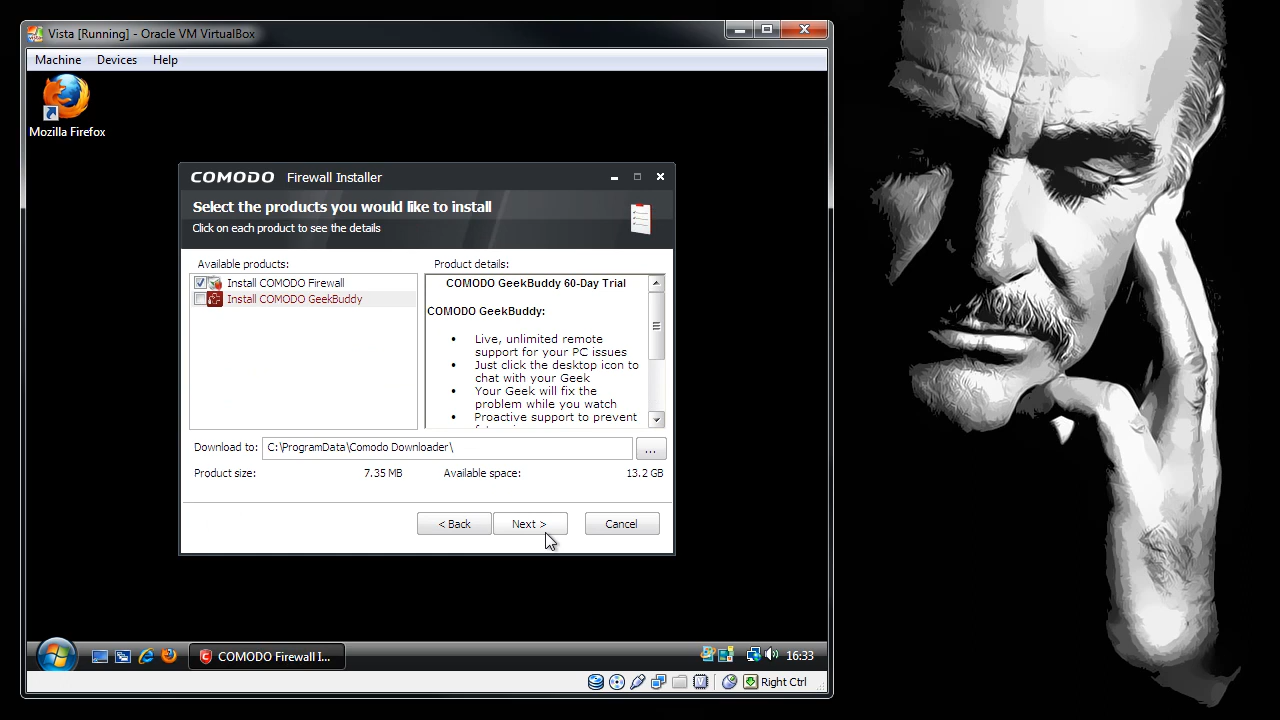 Vista [Running] - Oracle VM VirtualBox
Machine Devices Help
Mozilla Firefox
COMODO Firewall Installer
Select the products you would like to install
Click on each product to see the details
Available products:
Install COMODO Firewall
Install COMODO GeekBuddy
Product details:
COMODO GeekBuddy 60-Day Trial
COMODO GeekBuddy:
• Live, unlimited remote
support for your PC issues
• Just click the desktop icon to
chat with your Geek
• Your Geek will fix the
problem while you watch
• Proactive support to prevent
Download to: C:\ProgramData\Comodo Downloader\
...
Product size: 7.35 MB Available space: 13.2 GB
< Back Next > Cancel
COMODO Firewall I... 16:33
Right Ctrl